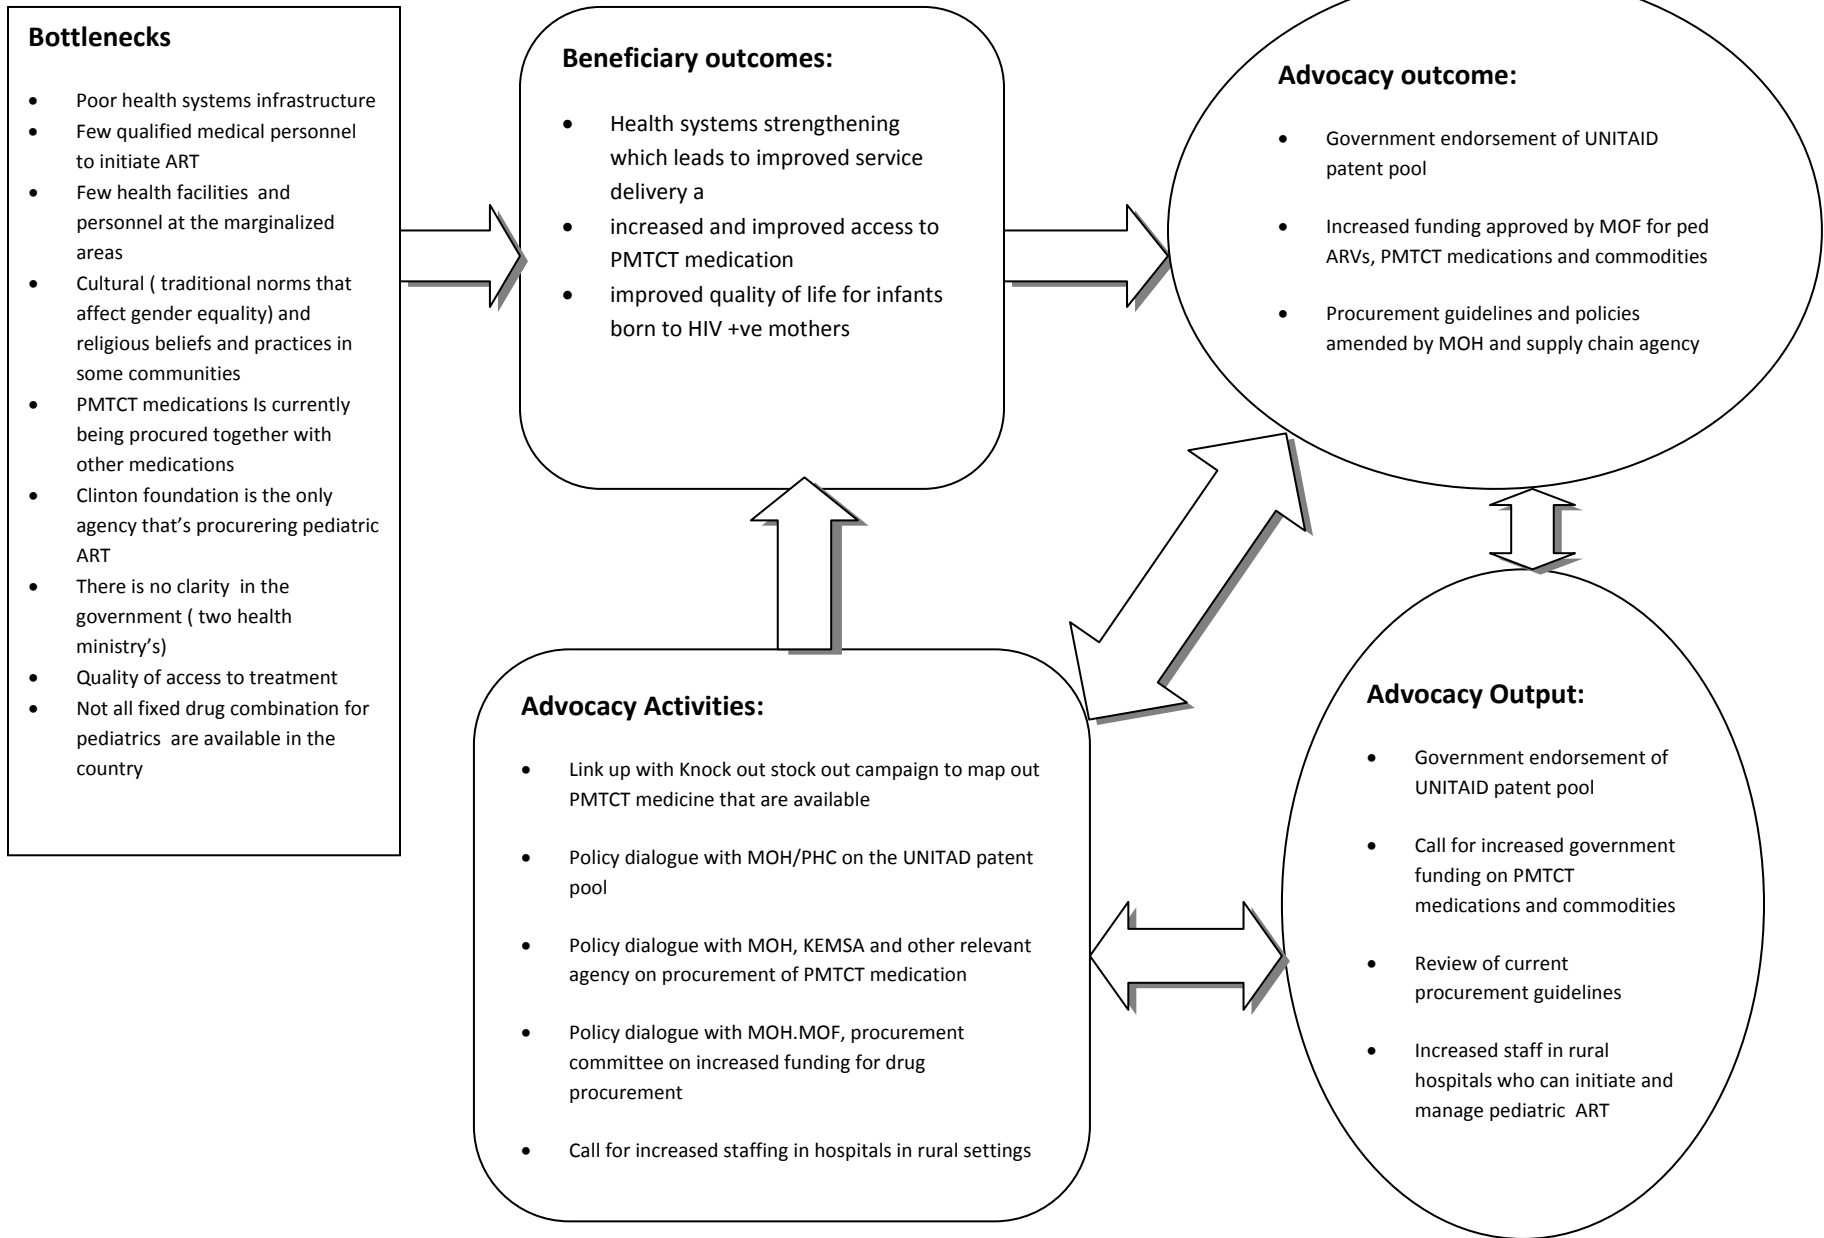 Bottlenecks
• Poor health systems infrastructure
• Few qualified medical personnel
to initiate ART
• Few health facilities and
personnel at the marginalized
areas
• Cultural ( traditional norms that
affect gender equality) and
religious beliefs and practices in
some communities
• PMTCT medications Is currently
being procured together with
other medications
• Clinton foundation is the only
agency that’s procurering pediatric
ART
• There is no clarity in the
government ( two health
ministry’s)
• Quality of access to treatment
• Not all fixed drug combination for
pediatrics are available in the
country
Beneficiary outcomes:
• Health systems strengthening
which leads to improved service
delivery a
• increased and improved access to
PMTCT medication
• improved quality of life for infants
born to HIV +ve mothers
Advocacy outcome:
• Government endorsement of UNITAID
patent pool
• Increased funding approved by MOF for ped
ARVs, PMTCT medications and commodities
• Procurement guidelines and policies
amended by MOH and supply chain agency
Advocacy Activities:
• Link up with Knock out stock out campaign to map out
PMTCT medicine that are available
• Policy dialogue with MOH/PHC on the UNITAD patent
pool
• Policy dialogue with MOH, KEMSA and other relevant
agency on procurement of PMTCT medication
• Policy dialogue with MOH.MOF, procurement
committee on increased funding for drug
procurement
• Call for increased staffing in hospitals in rural settings
Advocacy Output:
• Government endorsement of
UNITAID patent pool
• Call for increased government
funding on PMTCT
medications and commodities
• Review of current
procurement guidelines
• Increased staff in rural
hospitals who can initiate and
manage pediatric ART